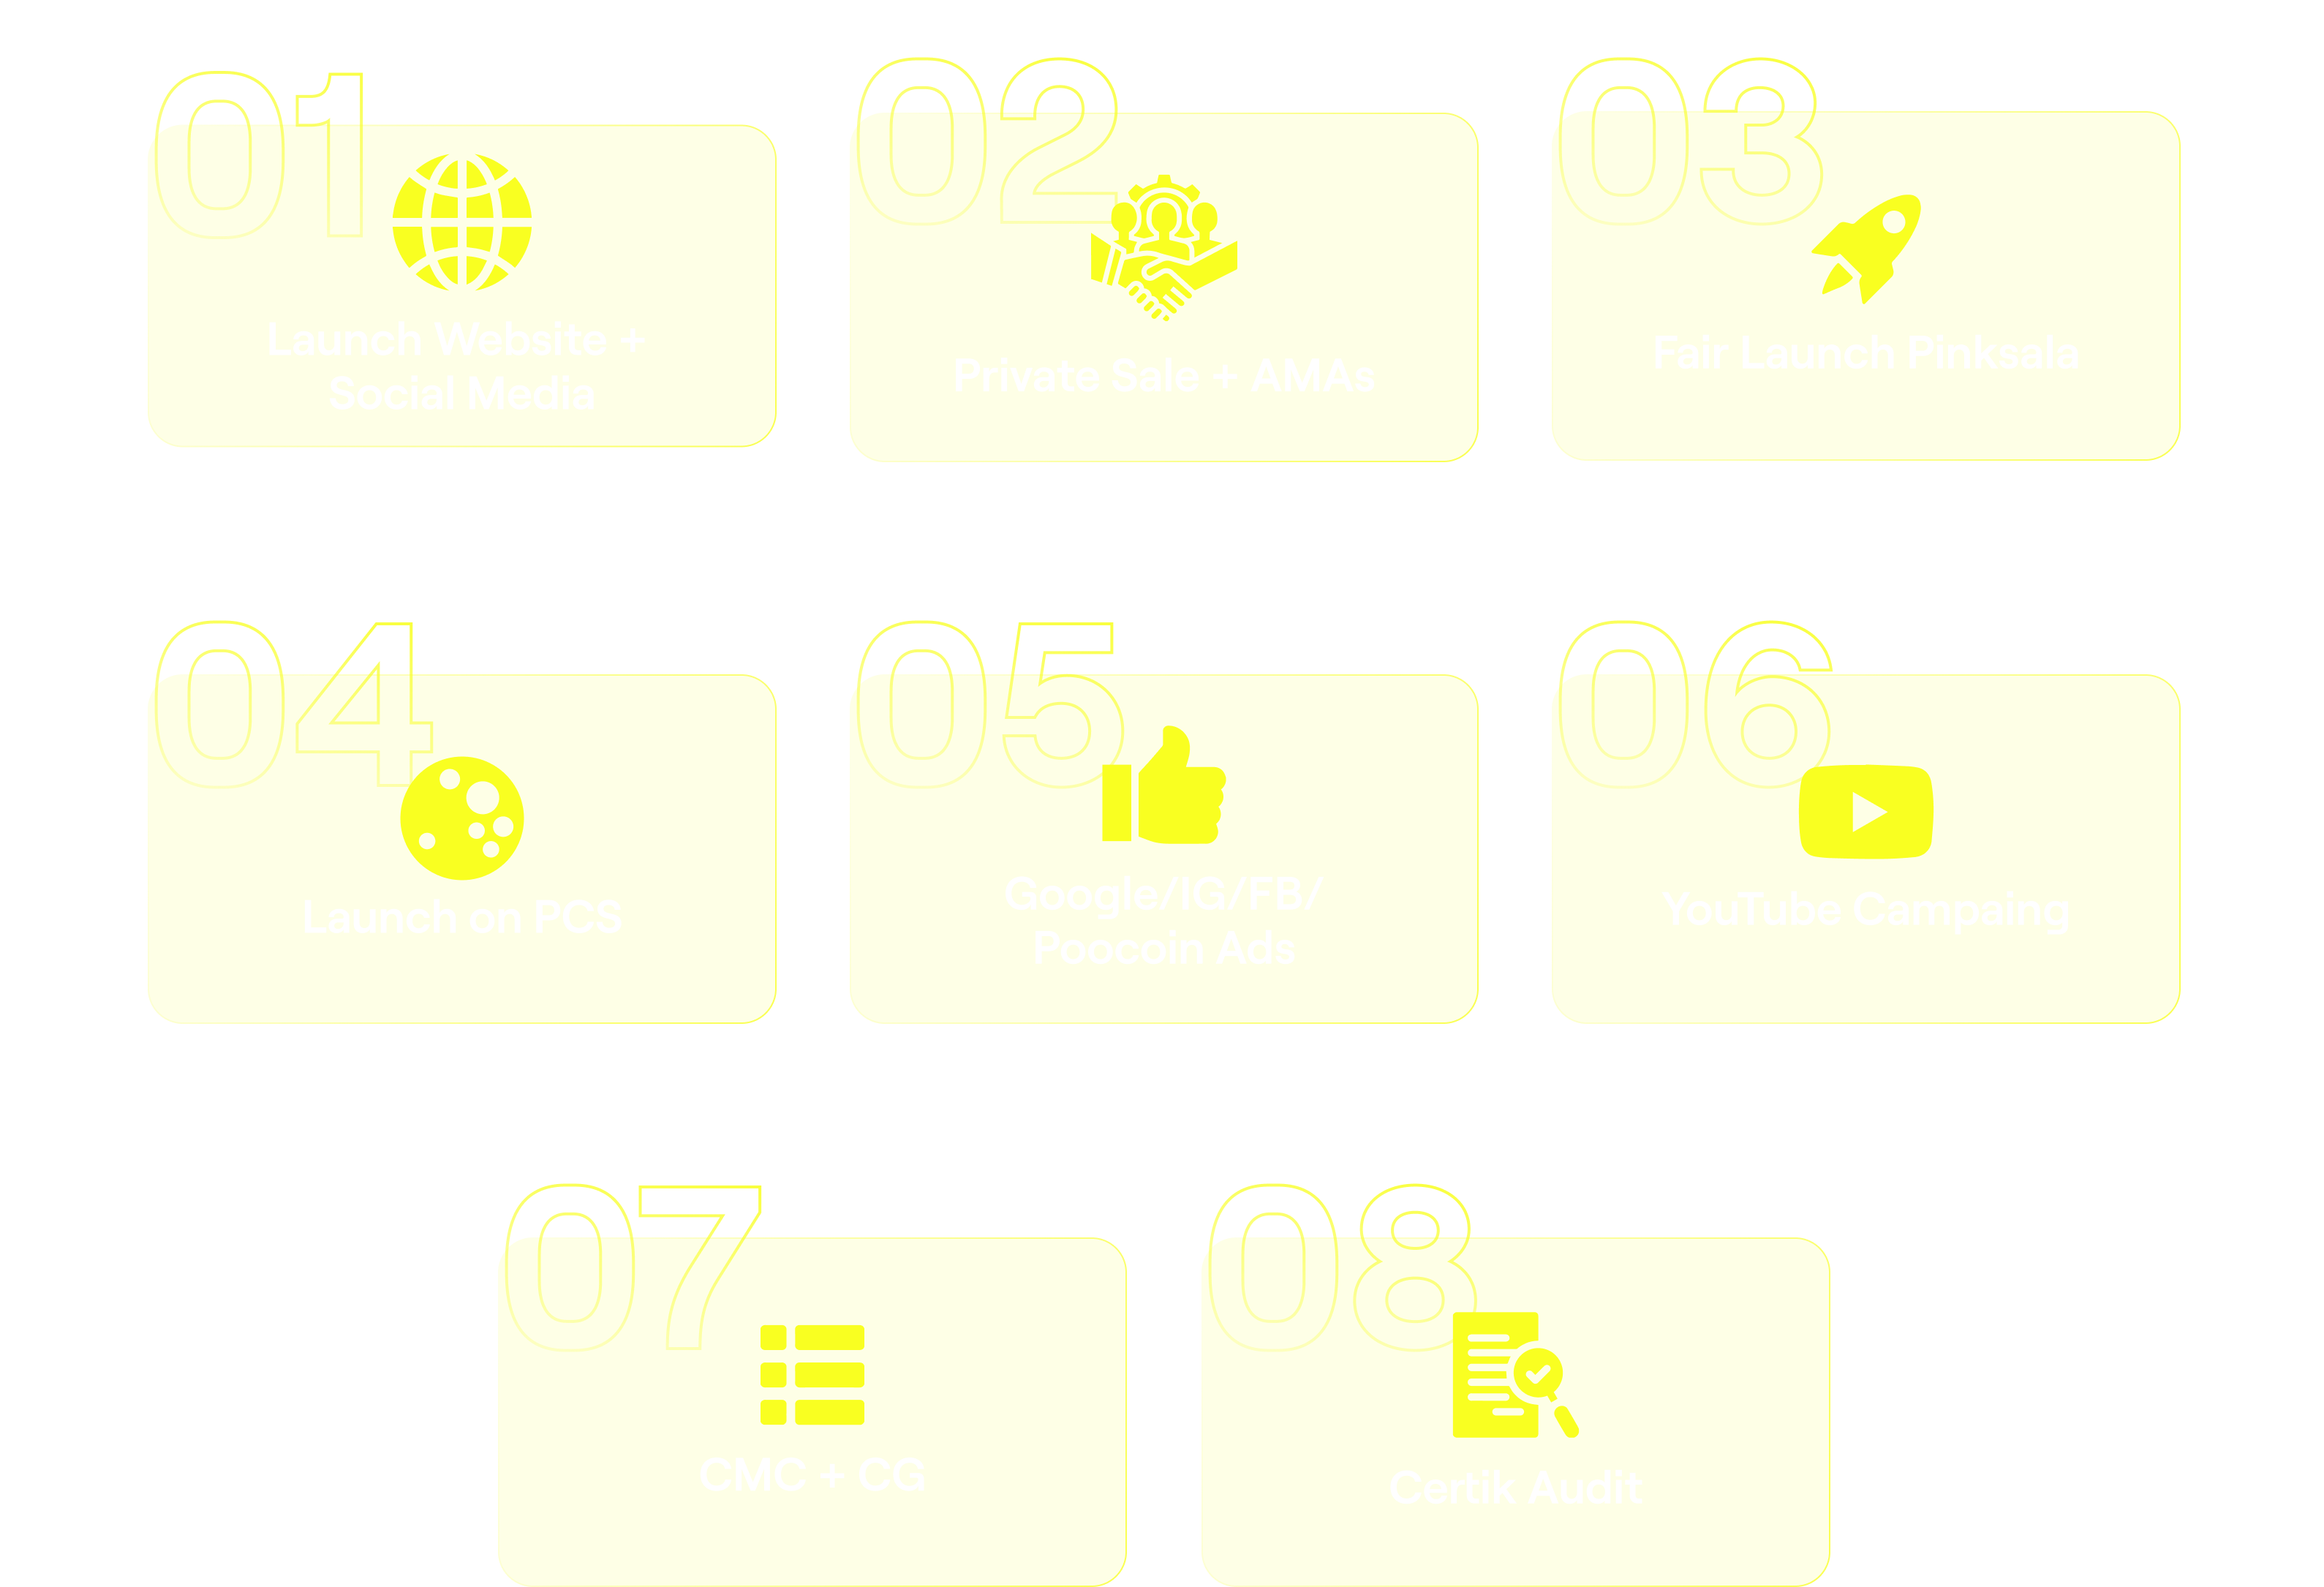 01
Launch Website +
Social Media
02
Private Sale + AMAs
03
Fair Launch Pinksala
04
Launch on PCS
05
Google/IG/FB/
Poocoin Ads
06
YouTube Campaing
07
CMC + CG
08
Certik Audit